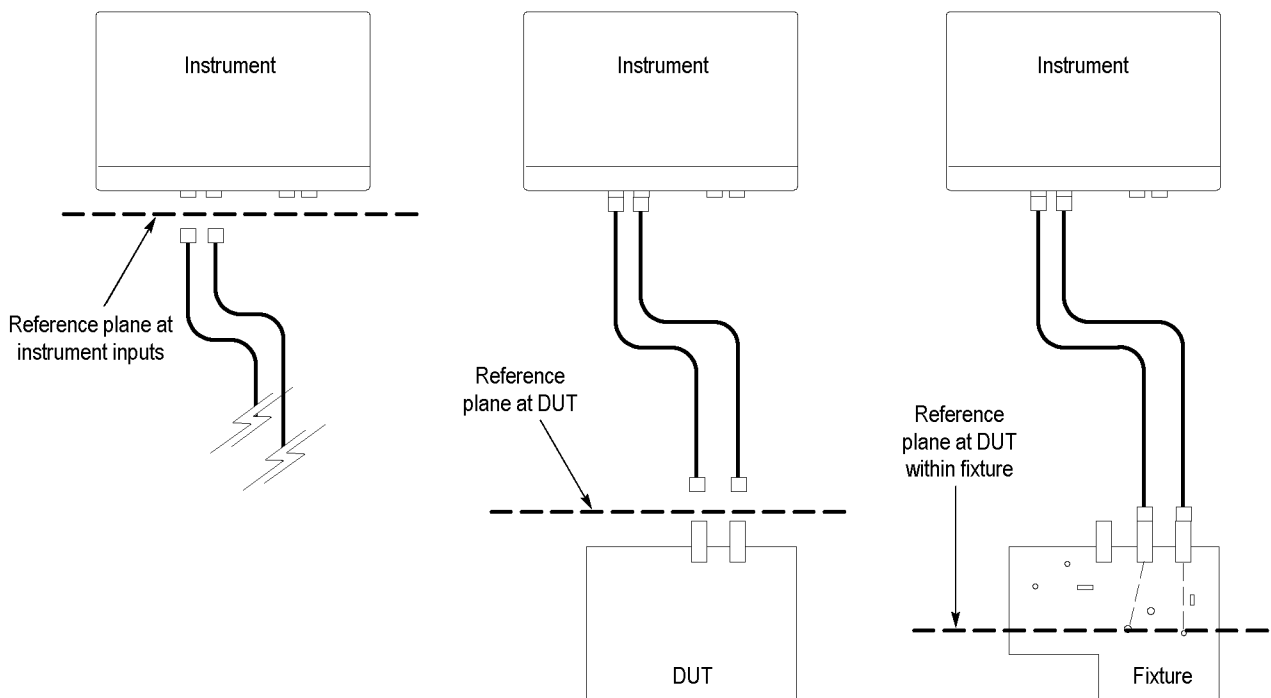 Instrument
Instrument
Instrument
Reference plane at
instrument inputs
Reference
plane at DUT
Reference
plane at DUT
within fixture
DUT
Fixture